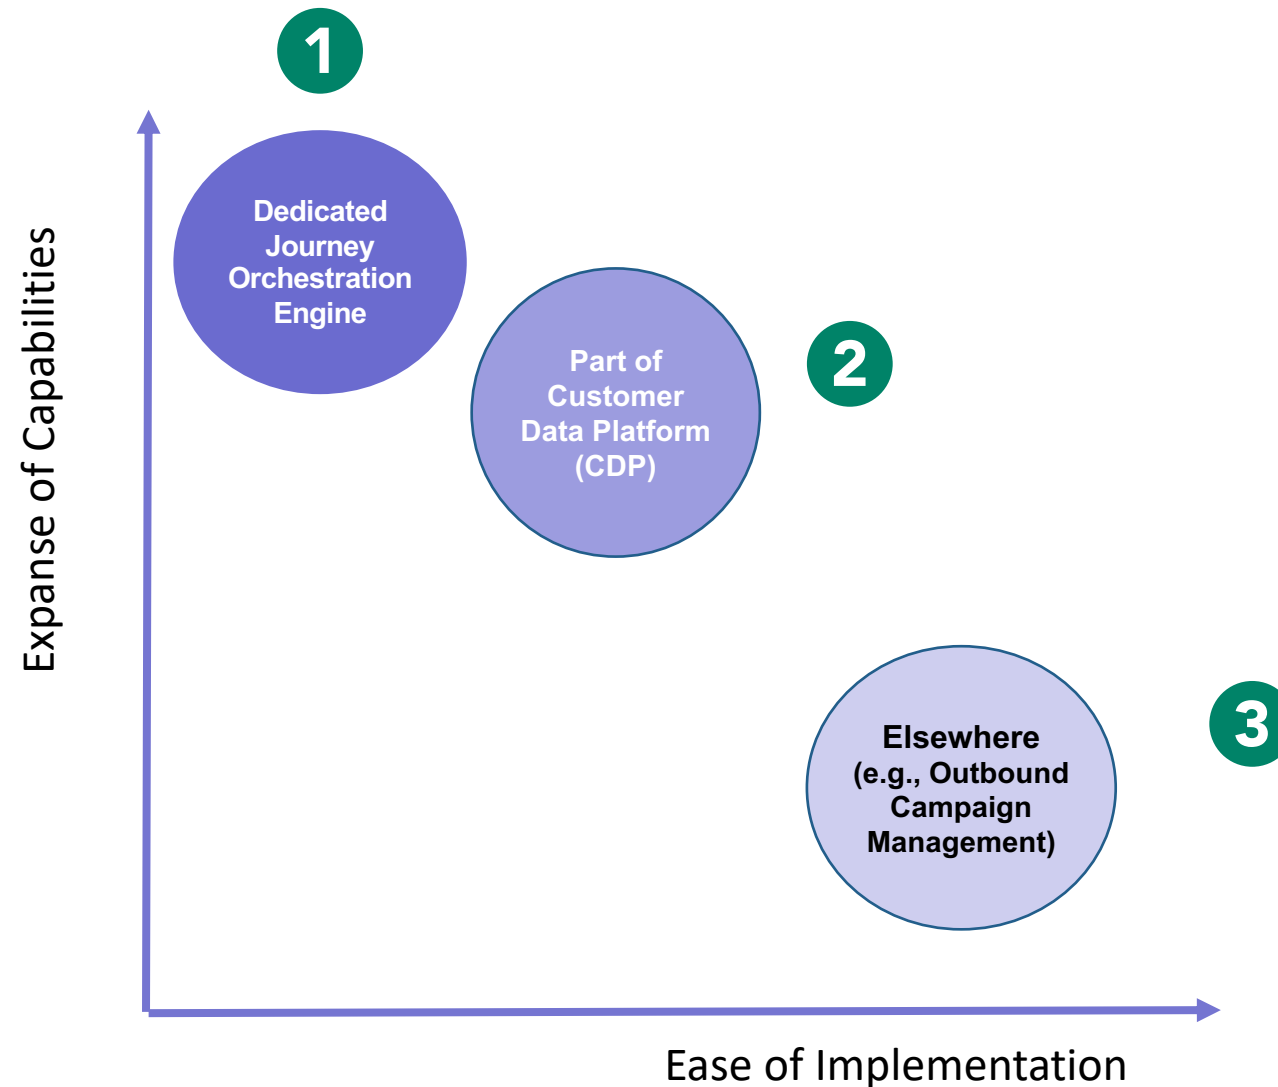 1
Dedicated
Journey
Orchestration
Engine
Part of
Customer
Data Platform
(CDP)
2
Elsewhere
(e.g., Outbound
Campaign
Management)
3
Expanse of Capabilities
Ease of Implementation